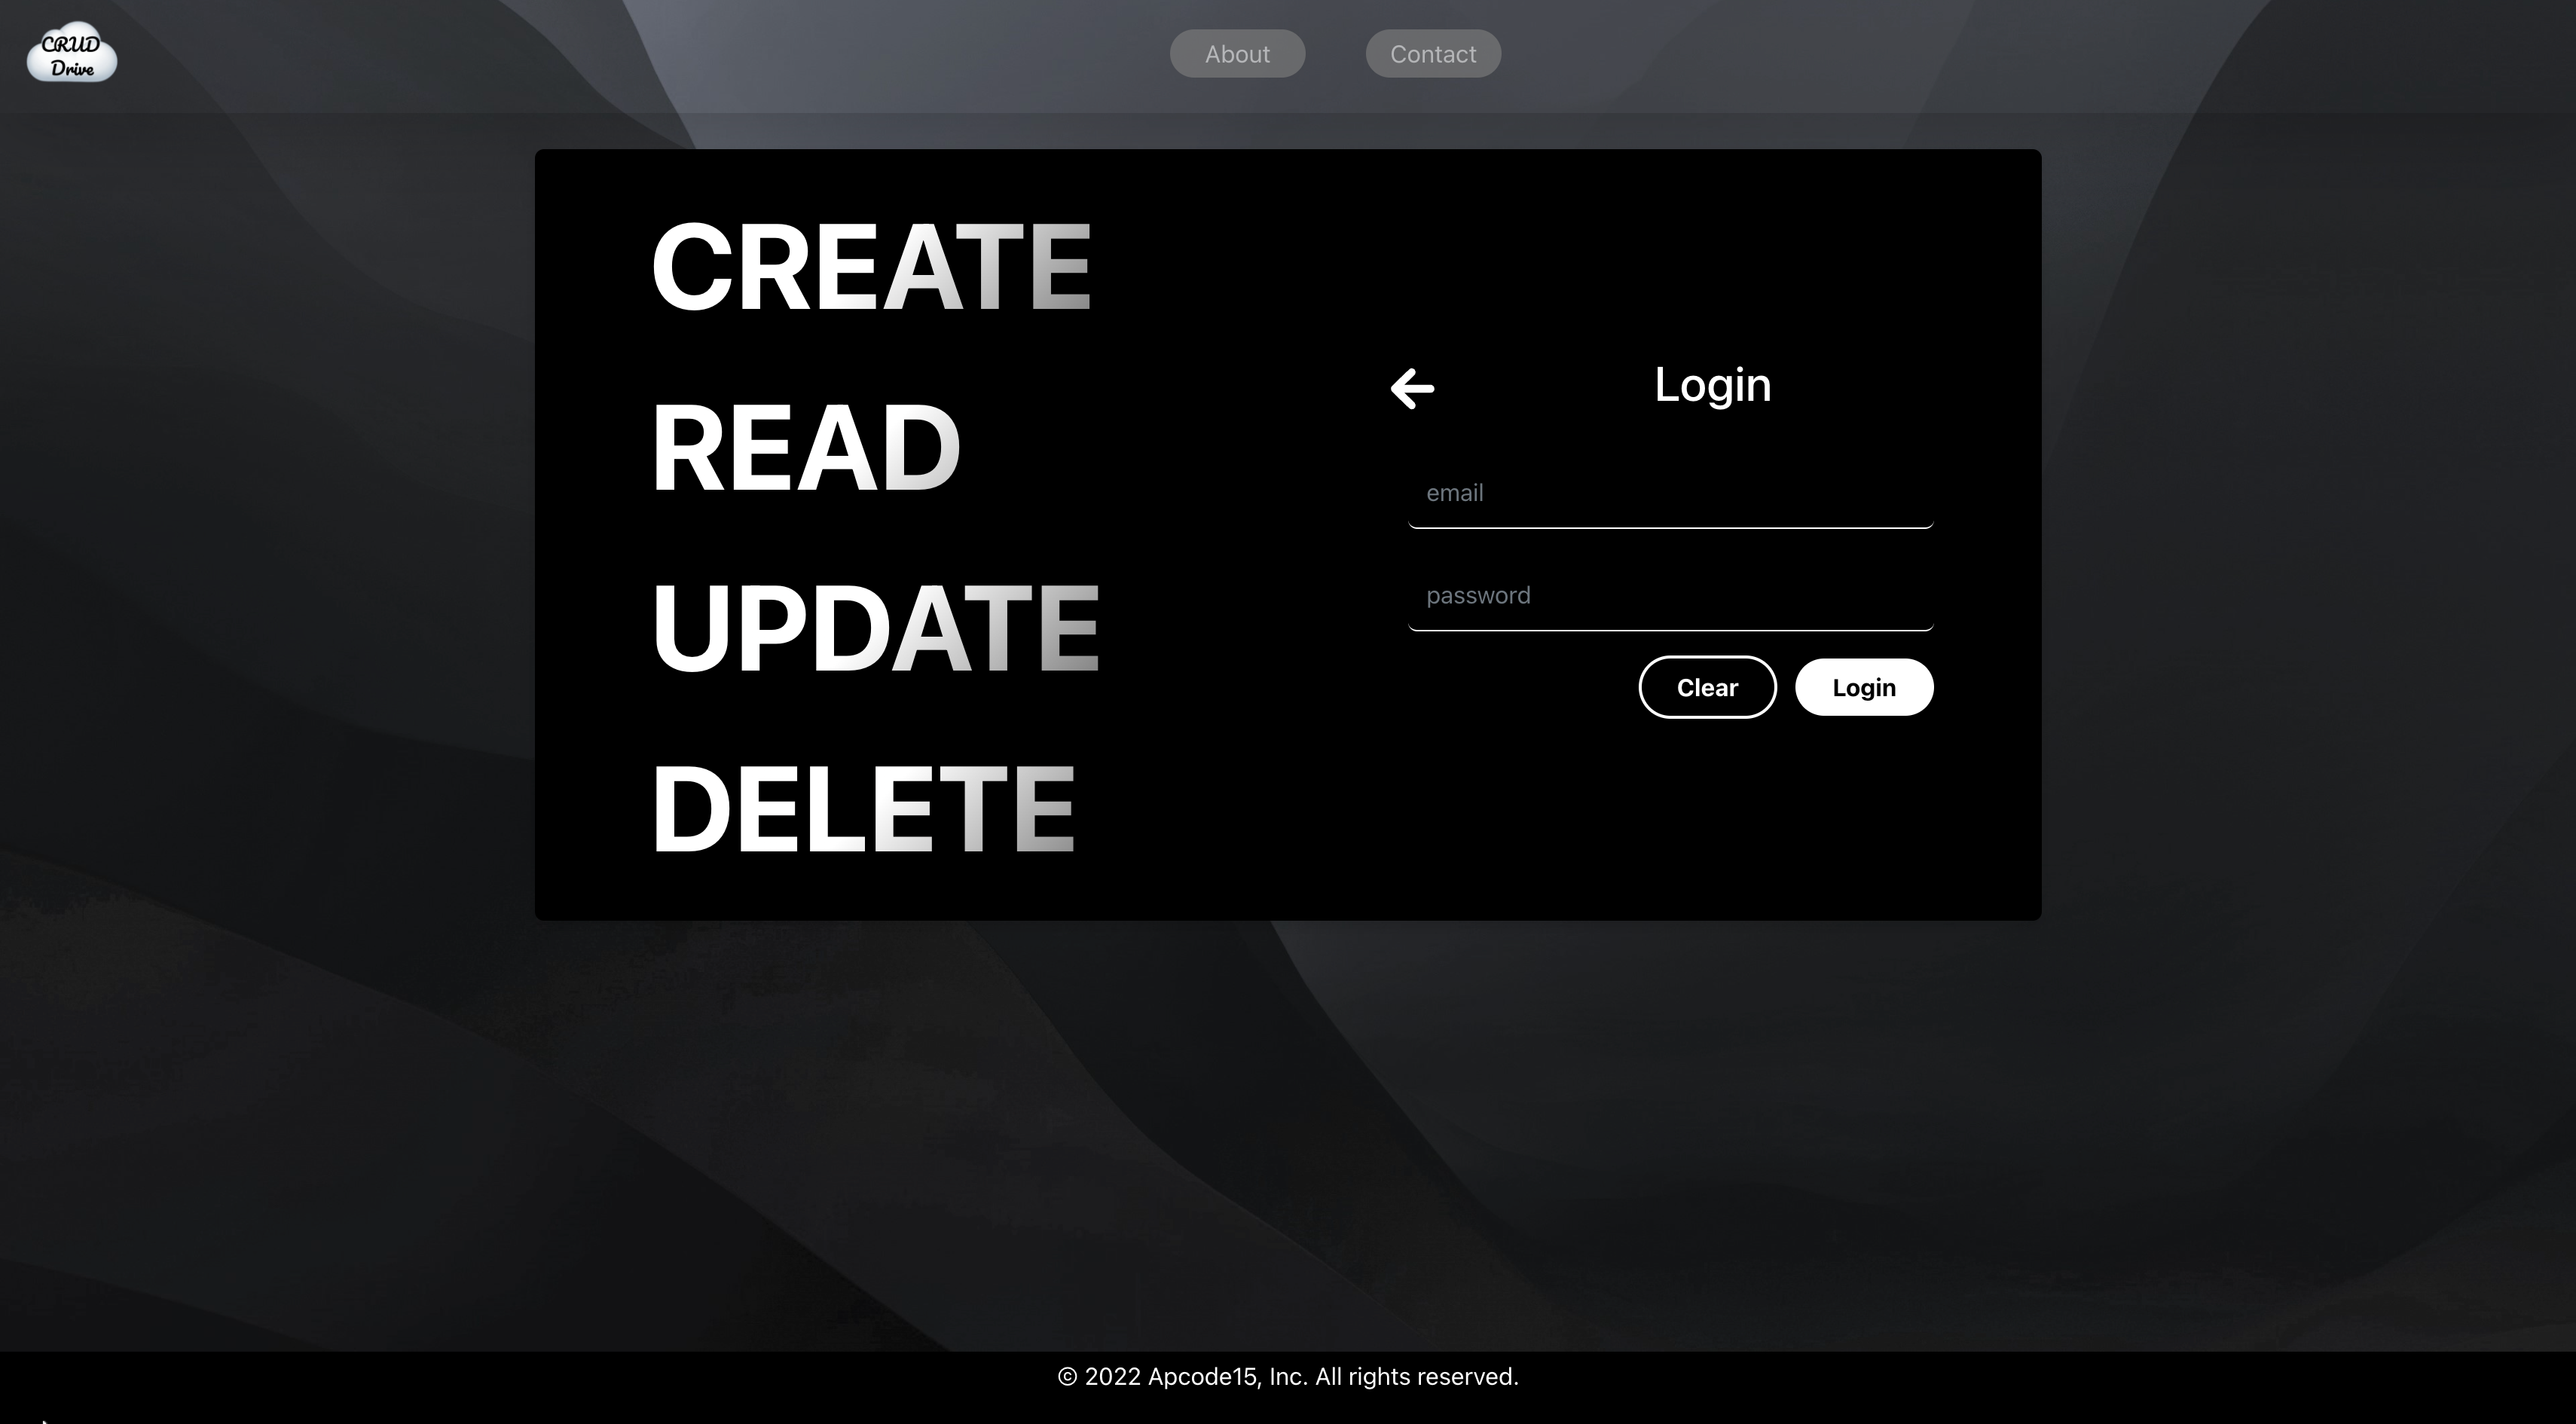 CRUD
Drive
About
Contact
CREATE
READ
UPDATE
DELETE
Login
email
password
Clear
Login
© 2022 Apcode15, Inc. All rights reserved.